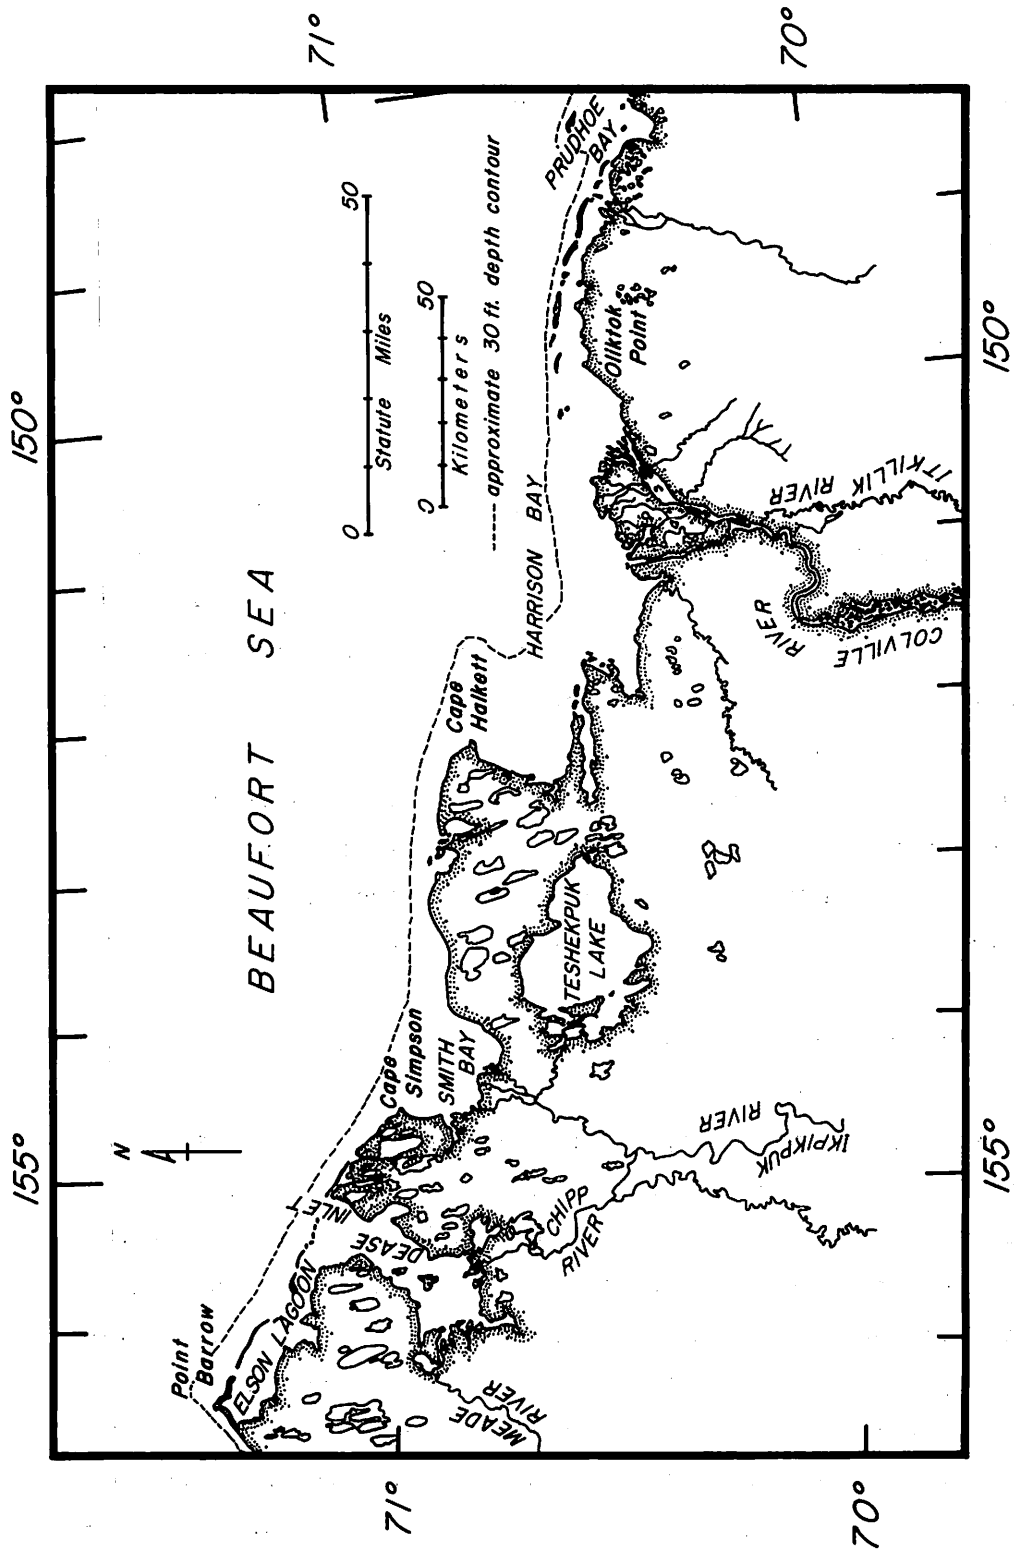 155°
150°
71°
71°
70°
70°
155°
150°
N
BEAUFORT SEA
0
50
Statute Miles
0
50
Kilometers
----- approximate 30 ft. depth contour
Point
Barrow
ELSON LAGOON
DEASE
INLET
MEADE
RIVER
CHIPP
RIVER
IKPIKPUK
RIVER
Cape
Simpson
SMITH
BAY
TESHEKPUK
LAKE
Cape
Halkett
HARRISON BAY
COLVILLE
RIVER
ITKILLIK
RIVER
Oliktok
Point
PRUDHOE
BAY